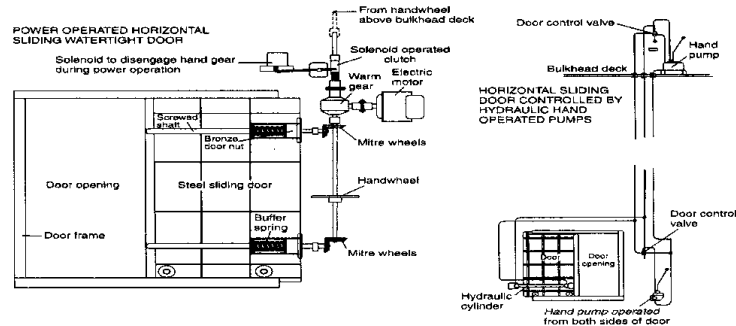 POWER OPERATED HORIZONTAL
SLIDING WATERTIGHT DOOR
From handwheel
above bulkhead deck
Solenoid to disengage hand gear
during power operation
Solenoid operated
clutch
Electric
motor
Warm
gear
Screwed
shaft
Bronze
door nut
Mitre wheels
Door opening
Steel sliding door
Handwheel
Door frame
Buffer
spring
Mitre wheels
Door control valve
Hand
pump
Bulkhead deck
HORIZONTAL SLIDING
DOOR CONTROLLED BY
HYDRAULIC HAND
OPERATED PUMPS
Door control
valve
Door
Door
opening
Hydraulic
cylinder
Hand pump operated
from both sides of door